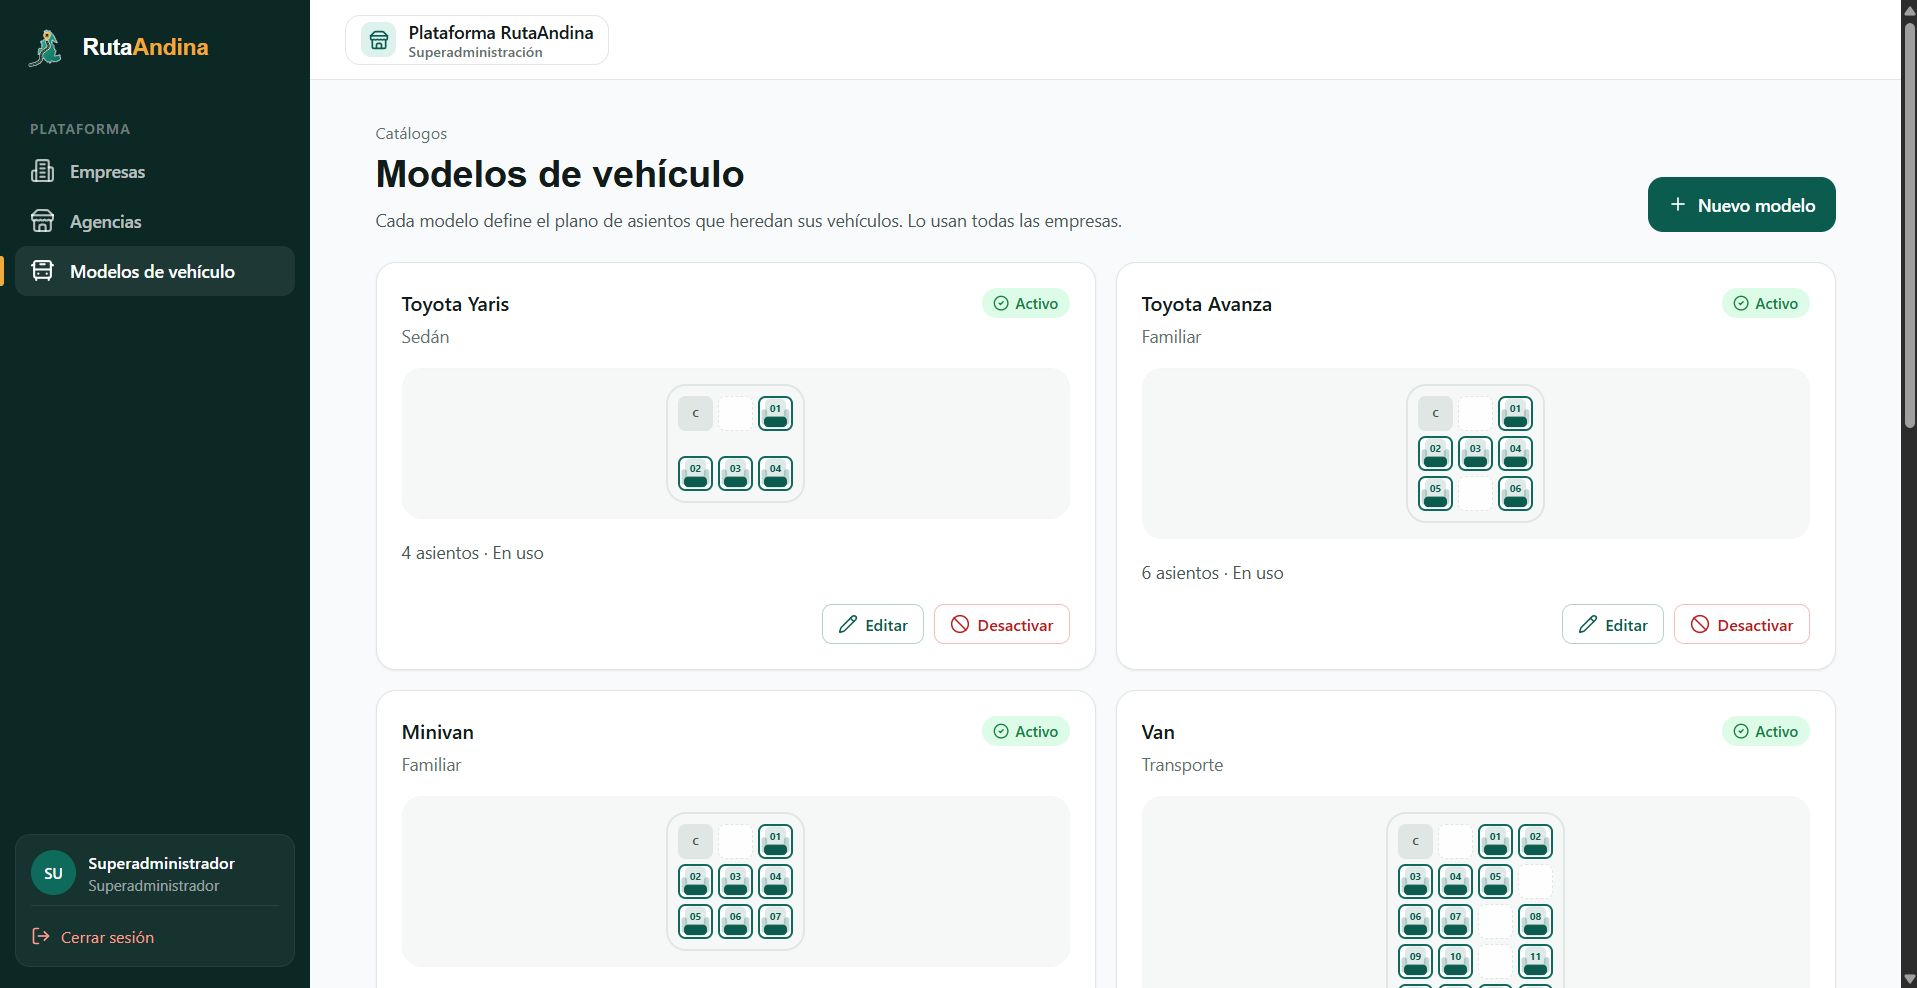 RutaAndina
PLATAFORMA
Empresas
Agencias
Modelos de vehículo
SU
Superadministrador
Superadministrador
Cerrar sesión
Plataforma RutaAndina
Superadministración
Catálogos
Modelos de vehículo
Cada modelo define el plano de asientos que heredan sus vehículos. Lo usan todas las empresas.
+ Nuevo modelo
Toyota Yaris
Activo
Sedán
C 01
02 03 04
4 asientos · En uso
Editar
Desactivar
Toyota Avanza
Activo
Familiar
C 01
02 03 04
05 06
6 asientos · En uso
Editar
Desactivar
Minivan
Activo
Familiar
C 01
02 03 04
05 06 07
Van
Activo
Transporte
C 01 02
03 04 05
06 07 08
09 10 11